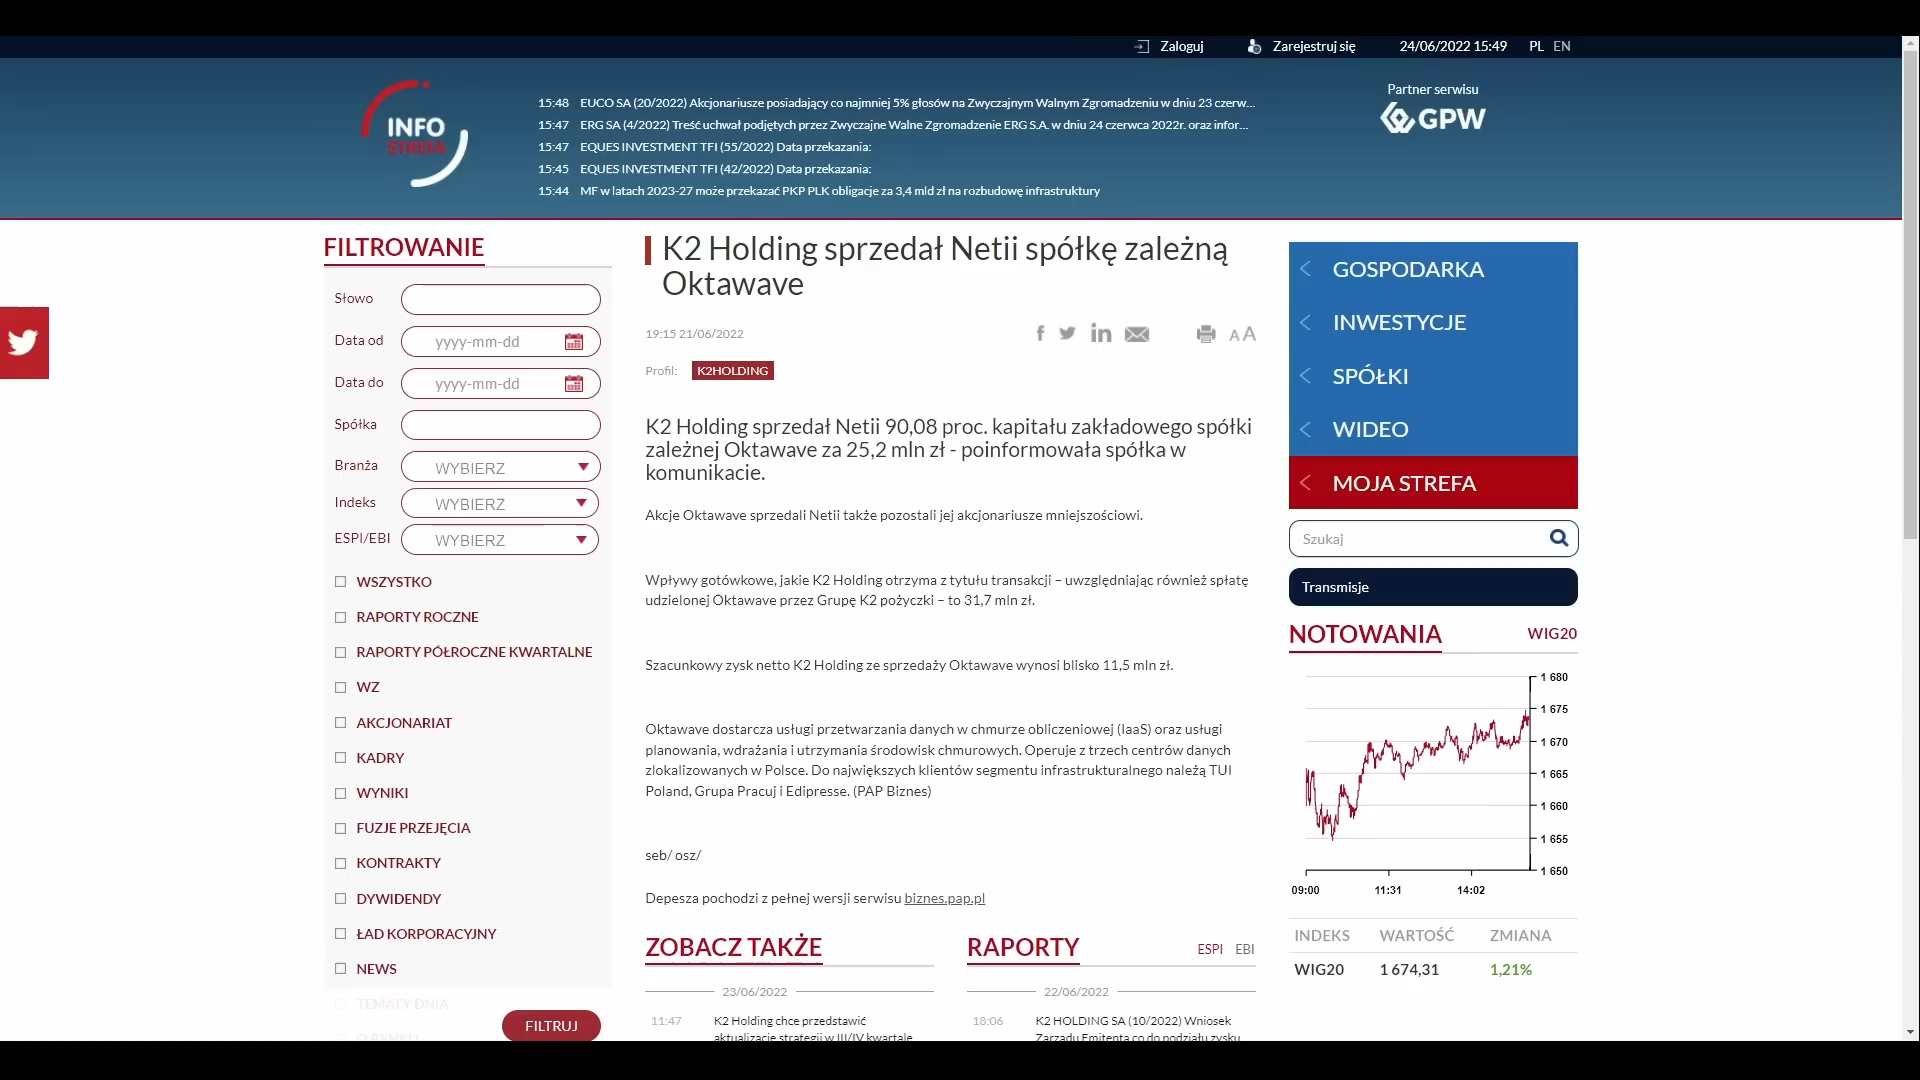 Zaloguj
Zarejestruj się
24/06/2022 15:49
PL EN
INFO
STREFA
15:48 EUCO SA (20/2022) Akcjonariusze posiadający co najmniej 5% głosów na Zwyczajnym Walnym Zgromadzeniu w dniu 23 czerw...
15:47 ERG SA (4/2022) Treść uchwał podjętych przez Zwyczajne Walne Zgromadzenie ERG S.A. w dniu 24 czerwca 2022r. oraz infor...
15:47 EQUES INVESTMENT TFI (55/2022) Data przekazania:
15:45 EQUES INVESTMENT TFI (42/2022) Data przekazania:
15:44 MF w latach 2023-27 może przekazać PKP PLK obligacje za 3,4 mld zł na rozbudowę infrastruktury
Partner serwisu
GPW
FILTROWANIE
Słowo
Data od yyyy-mm-dd
Data do yyyy-mm-dd
Spółka
Branża WYBIERZ
Indeks WYBIERZ
ESPI/EBI WYBIERZ
WSZYSTKO
RAPORTY ROCZNE
RAPORTY PÓŁROCZNE KWARTALNE
WZ
AKCJONARIAT
KADRY
WYNIKI
FUZJE PRZEJĘCIA
KONTRAKTY
DYWIDENDY
ŁAD KORPORACYJNY
NEWS
TEMATY DNIA
O RYNKU
FILTRUJ
K2 Holding sprzedał Netii spółkę zależną
Oktawave
19:15 21/06/2022
A A
Profil: K2HOLDING
K2 Holding sprzedał Netii 90,08 proc. kapitału zakładowego spółki
zależnej Oktawave za 25,2 mln zł - poinformowała spółka w
komunikacie.
Akcje Oktawave sprzedali Netii także pozostali jej akcjonariusze mniejszościowi.
Wpływy gotówkowe, jakie K2 Holding otrzyma z tytułu transakcji – uwzględniając również spłatę
udzielonej Oktawave przez Grupę K2 pożyczki – to 31,7 mln zł.
Szacunkowy zysk netto K2 Holding ze sprzedaży Oktawave wynosi blisko 11,5 mln zł.
Oktawave dostarcza usługi przetwarzania danych w chmurze obliczeniowej (IaaS) oraz usługi
planowania, wdrażania i utrzymania środowisk chmurowych. Operuje z trzech centrów danych
zlokalizowanych w Polsce. Do największych klientów segmentu infrastrukturalnego należą TUI
Poland, Grupa Pracuj i Edipresse. (PAP Biznes)
seb/ osz/
Depesza pochodzi z pełnej wersji serwisu biznes.pap.pl
ZOBACZ TAKŻE
23/06/2022
11:47 K2 Holding chce przedstawić
aktualizację strategii w III/IV kwartale
RAPORTY
ESPI EBI
22/06/2022
18:06 K2 HOLDING SA (10/2022) Wniosek
Zarządu Emitenta co do podziału zysku
GOSPODARKA
INWESTYCJE
SPÓŁKI
WIDEO
MOJA STREFA
Szukaj
Transmisje
NOTOWANIA
WIG20
1 680
1 675
1 670
1 665
1 660
1 655
1 650
09:00 11:31 14:02
INDEKS WARTOŚĆ ZMIANA
WIG20 1 674,31 1,21%